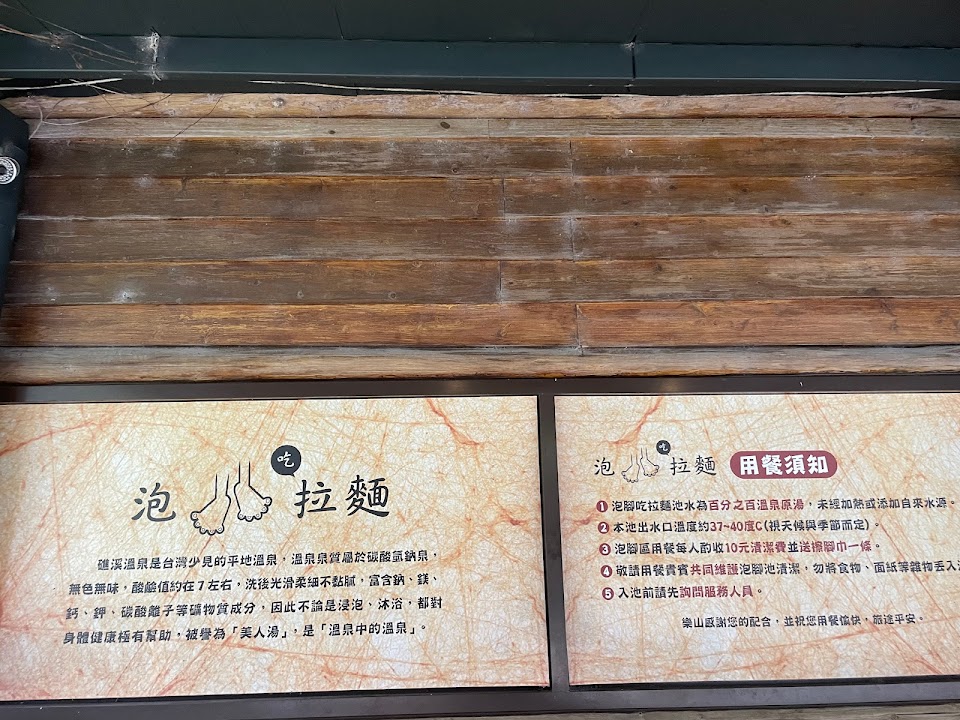 泡 吃 拉麵
礁溪溫泉是台灣少見的平地溫泉，溫泉泉質屬於碳酸氫鈉泉，
無色無味，酸鹼值約在７左右，洗後光滑柔細不黏膩，富含鈉、鎂、
鈣、鉀、碳酸離子等礦物質成分，因此不論是浸泡、沐浴，都對
身體健康極有幫助，被譽為「美人湯」，是「溫泉中的溫泉」。
泡 吃 拉麵 用餐須知
1 泡腳吃拉麵池水為百分之百溫泉原湯，未經加熱或添加自來水源。
2 本池出水口溫度約37~40度C(視天候與季節而定)。
3 泡腳區用餐每人酌收10元清潔費並送擦腳巾一條。
4 敬請用餐貴賓共同維護泡腳池清潔，勿將食物、面紙等雜物丟入
5 入池前請先詢問服務人員。
樂山感謝您的配合，並祝您用餐愉快，旅途平安。